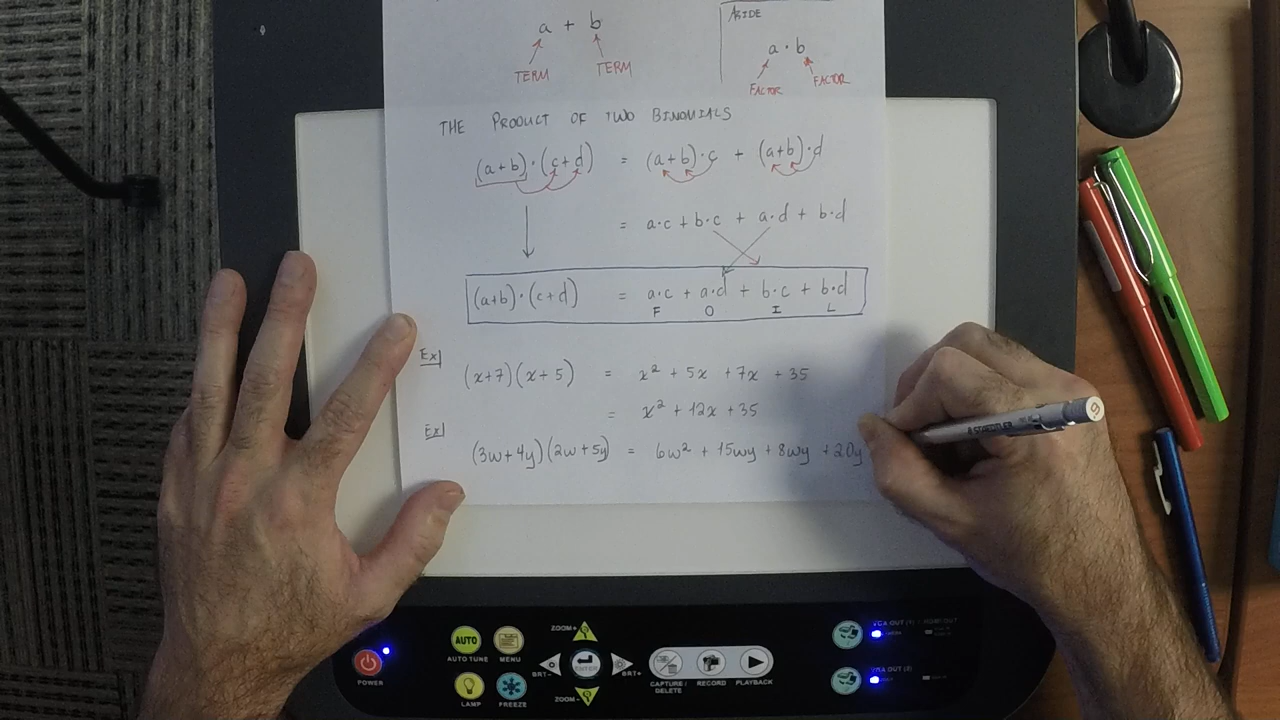 a + b
TERM TERM
ASIDE
a · b
FACTOR FACTOR
THE PRODUCT OF TWO BINOMIALS
(a+b)·(c+d) = (a+b)·c + (a+b)·d
= a·c + b·c + a·d + b·d
(a+b)·(c+d) = a·c + a·d + b·c + b·d
F O I L
Ex
(x+7)(x+5) = x² + 5x + 7x + 35
= x² + 12x + 35
Ex
(3w+4y)(2w+5y) = 6w² + 15wy + 8wy + 20y
STAEDTLER
AUTO
AUTO TUNE
MENU
LAMP
FREEZE
POWER
ZOOM+
BRT-
ENTER
BRT+
ZOOM-
CAPTURE/
DELETE
RECORD
PLAYBACK